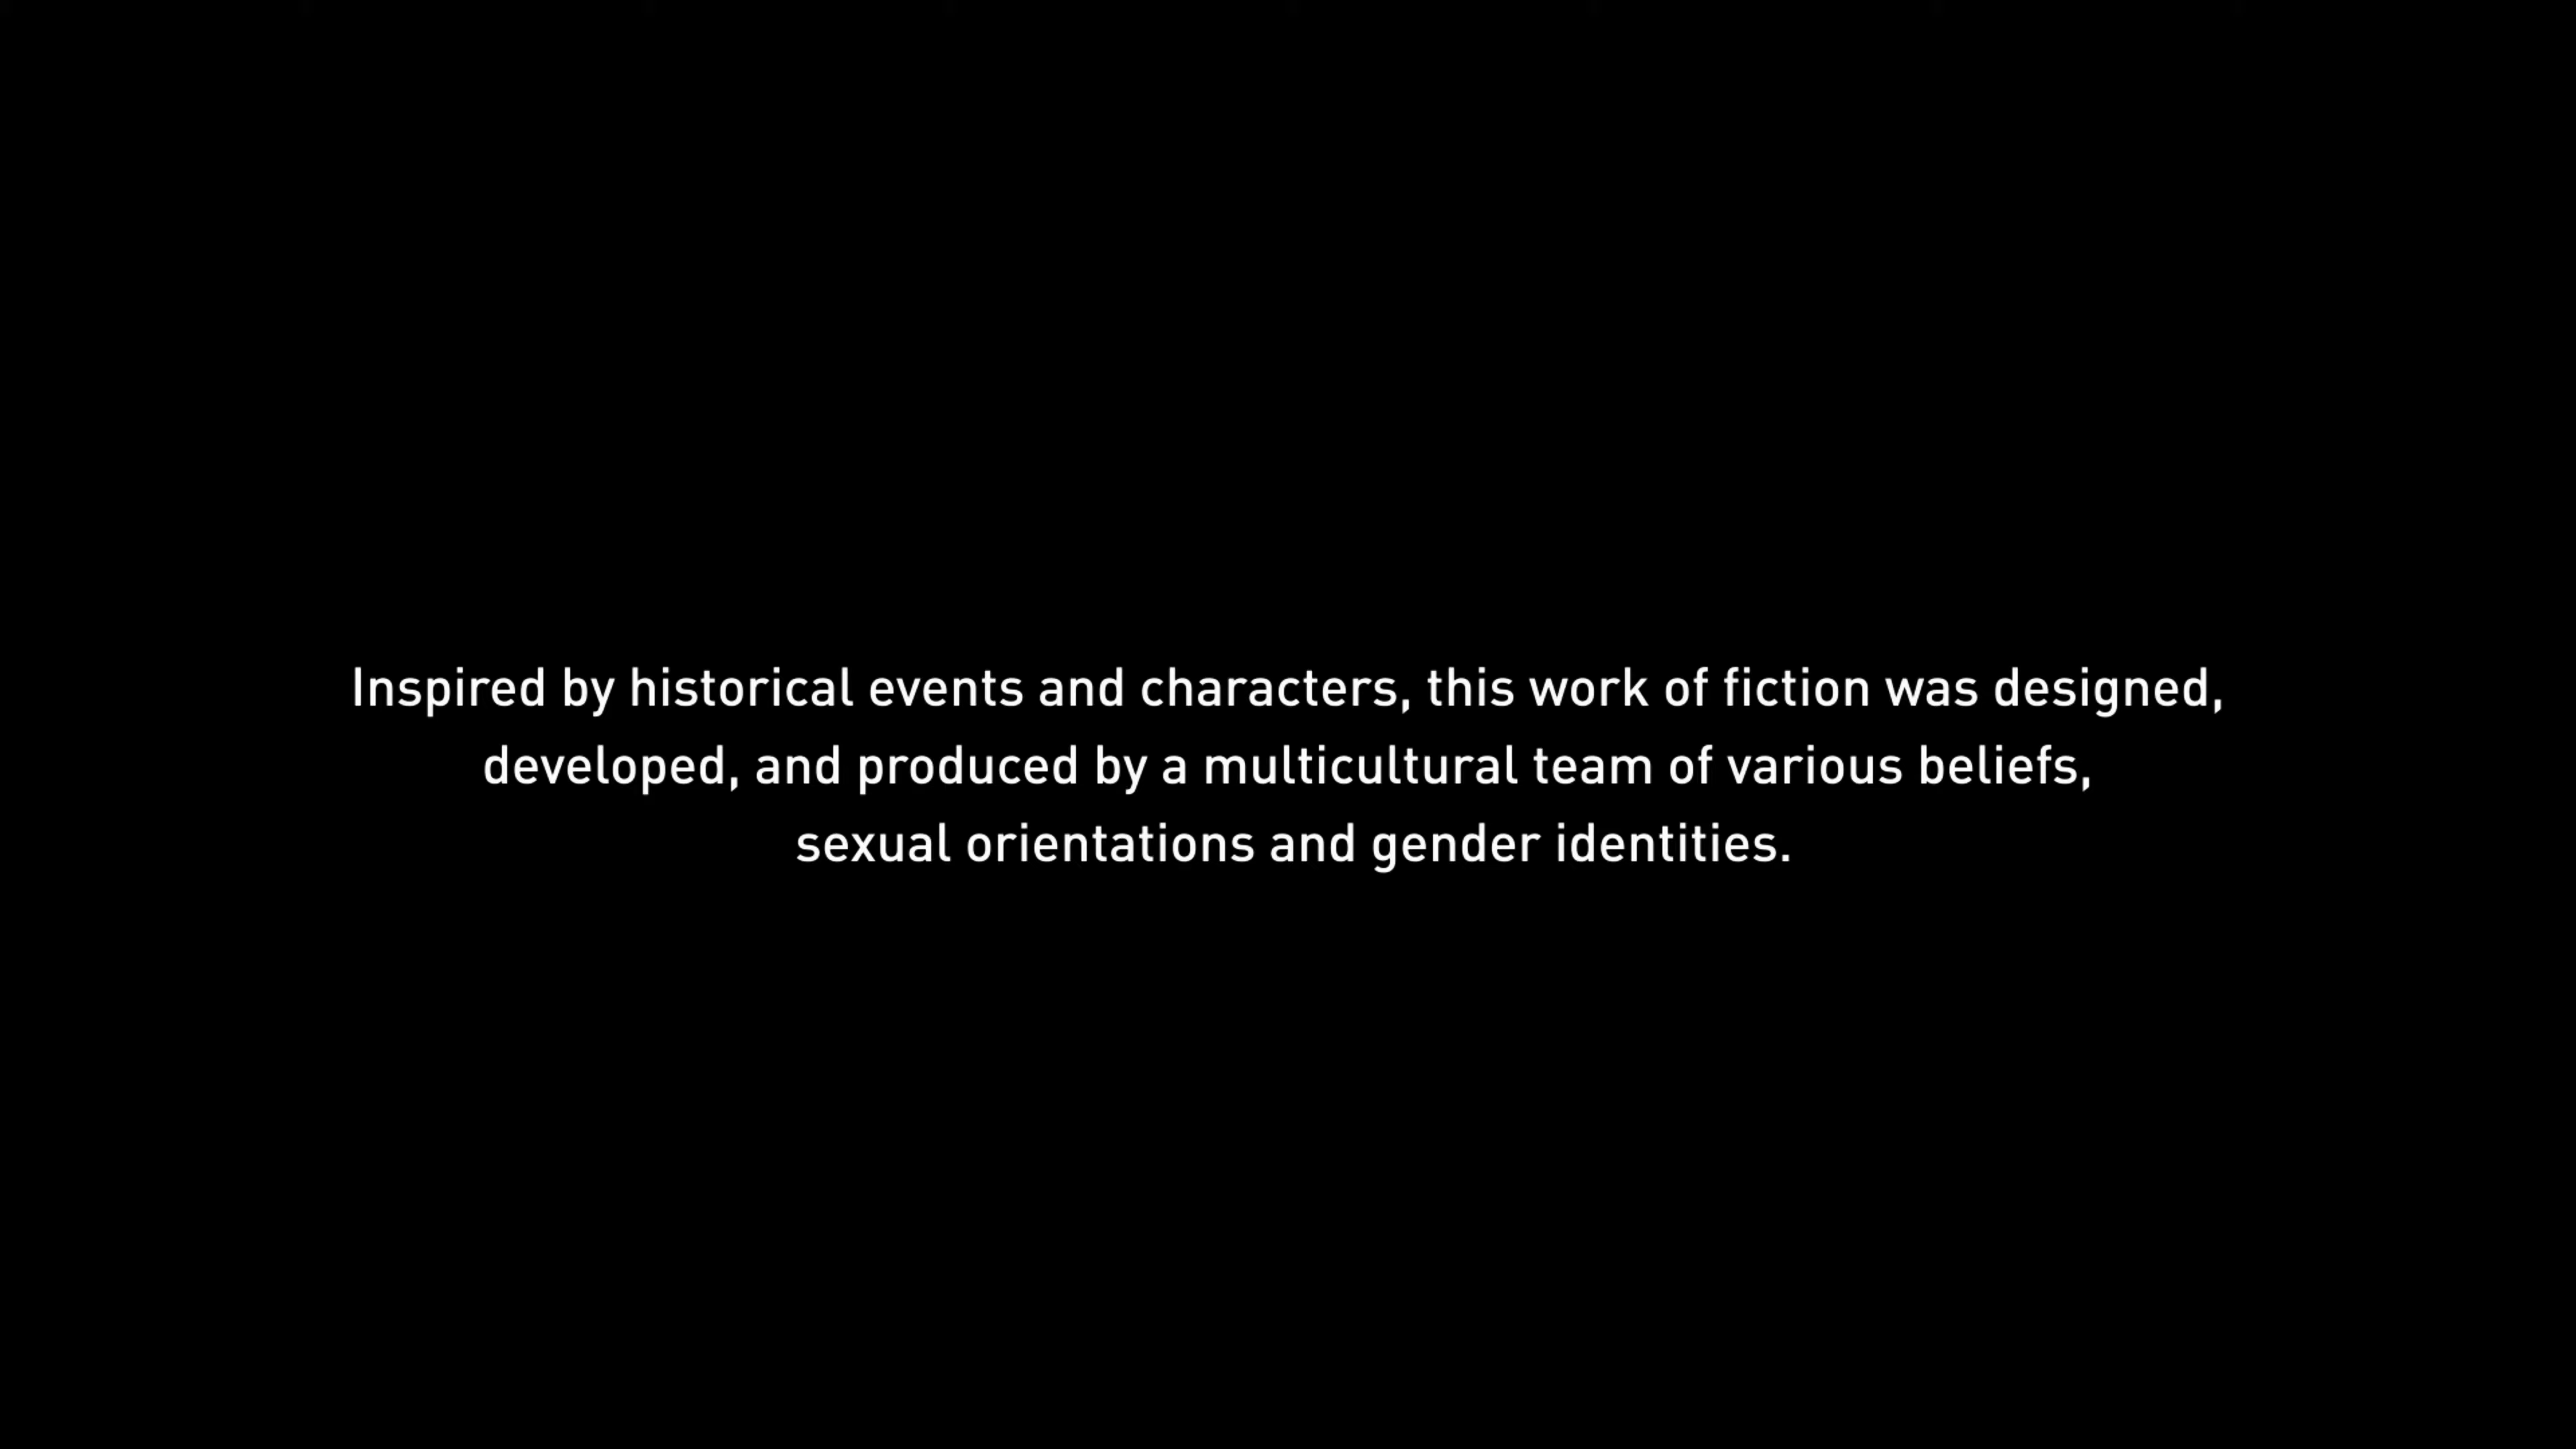 Inspired by historical events and characters, this work of fiction was designed,
developed, and produced by a multicultural team of various beliefs,
sexual orientations and gender identities.